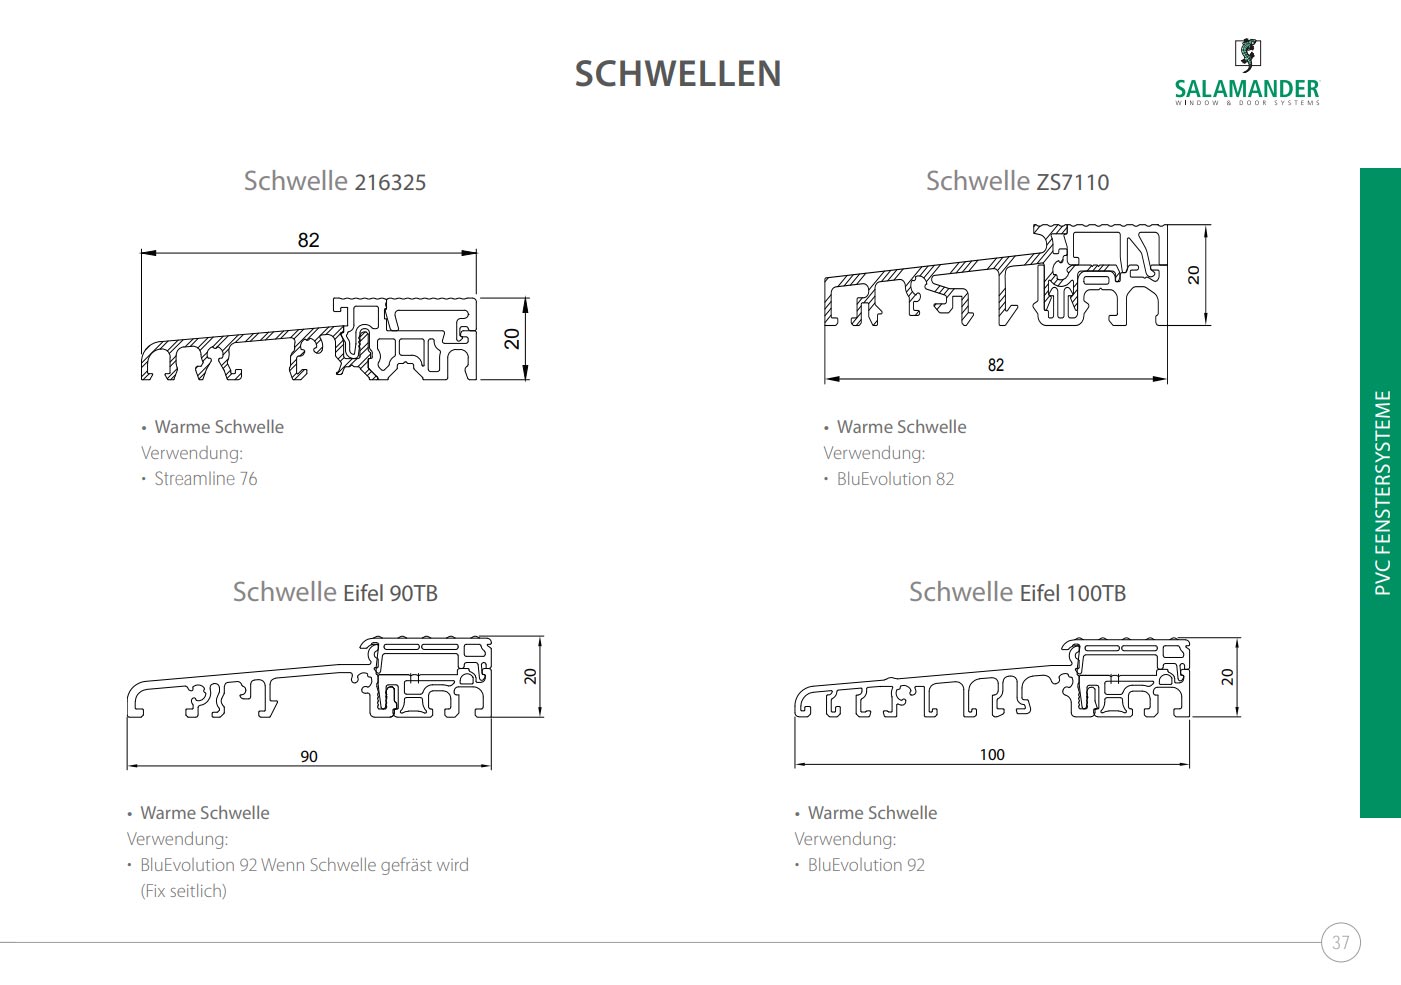 SCHWELLEN
SALAMANDER
WINDOW & DOOR SYSTEMS
Schwelle 216325
82
20
• Warme Schwelle
Verwendung:
• Streamline 76
Schwelle ZS7110
20
82
• Warme Schwelle
Verwendung:
• BluEvolution 82
Schwelle Eifel 90TB
20
90
• Warme Schwelle
Verwendung:
• BluEvolution 92 Wenn Schwelle gefräst wird
(Fix seitlich)
Schwelle Eifel 100TB
20
100
• Warme Schwelle
Verwendung:
• BluEvolution 92
PVC FENSTERSYSTEME
37